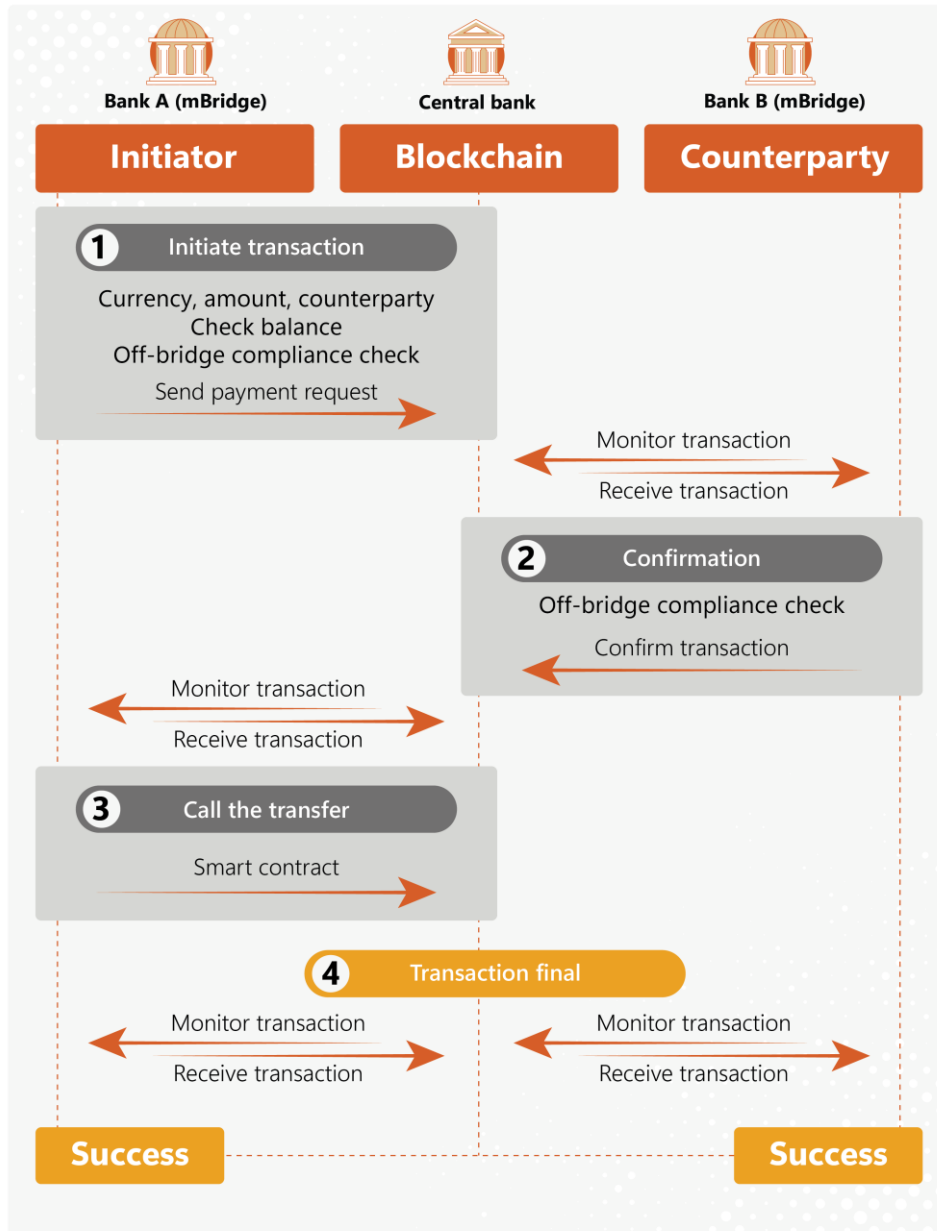 Bank A (mBridge)
Central bank
Bank B (mBridge)
Initiator
Blockchain
Counterparty
1 Initiate transaction
Currency, amount, counterparty
Check balance
Off-bridge compliance check
Send payment request
Monitor transaction
Receive transaction
2 Confirmation
Off-bridge compliance check
Confirm transaction
Monitor transaction
Receive transaction
3 Call the transfer
Smart contract
4 Transaction final
Monitor transaction
Receive transaction
Monitor transaction
Receive transaction
Success
Success